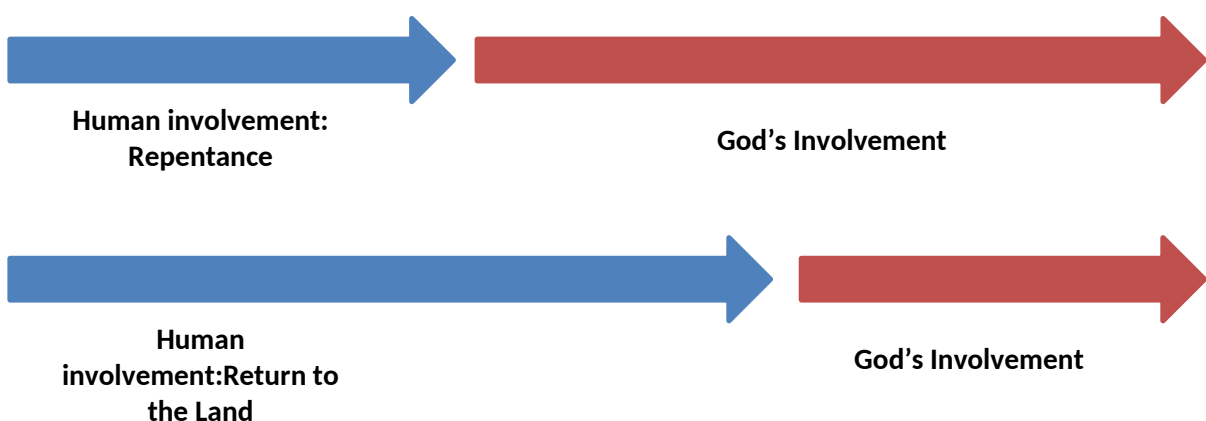 Human involvement:
Repentance
God’s Involvement
Human
involvement:Return to
the Land
God’s Involvement